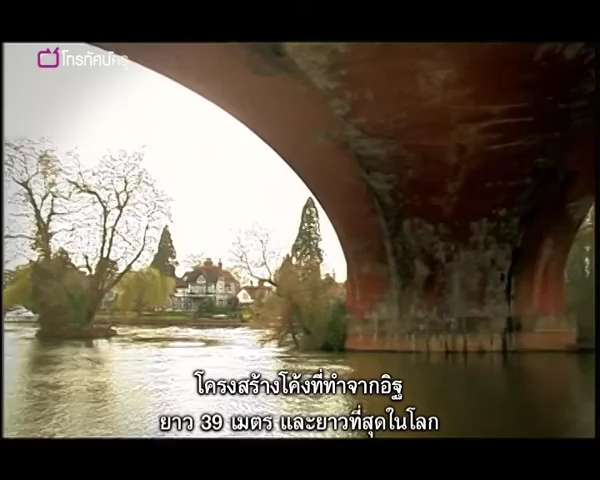 โทรทัศน์ครู
โครงสร้างโค้งที่ทำจากอิฐ
ยาว 39 เมตร และยาวที่สุดในโลก